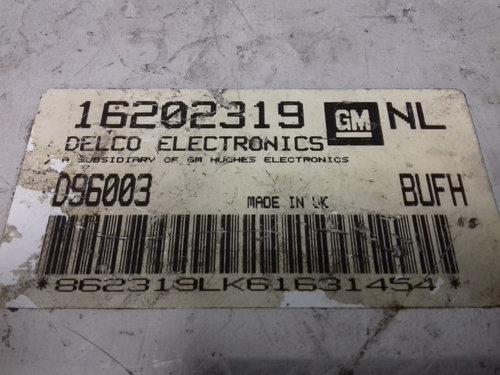 16202319 GM NL
DELCO ELECTRONICS
A SUBSIDIARY OF GM HUGHES ELECTRONICS
D96003 MADE IN UK BUFH
*862319LK61631454*